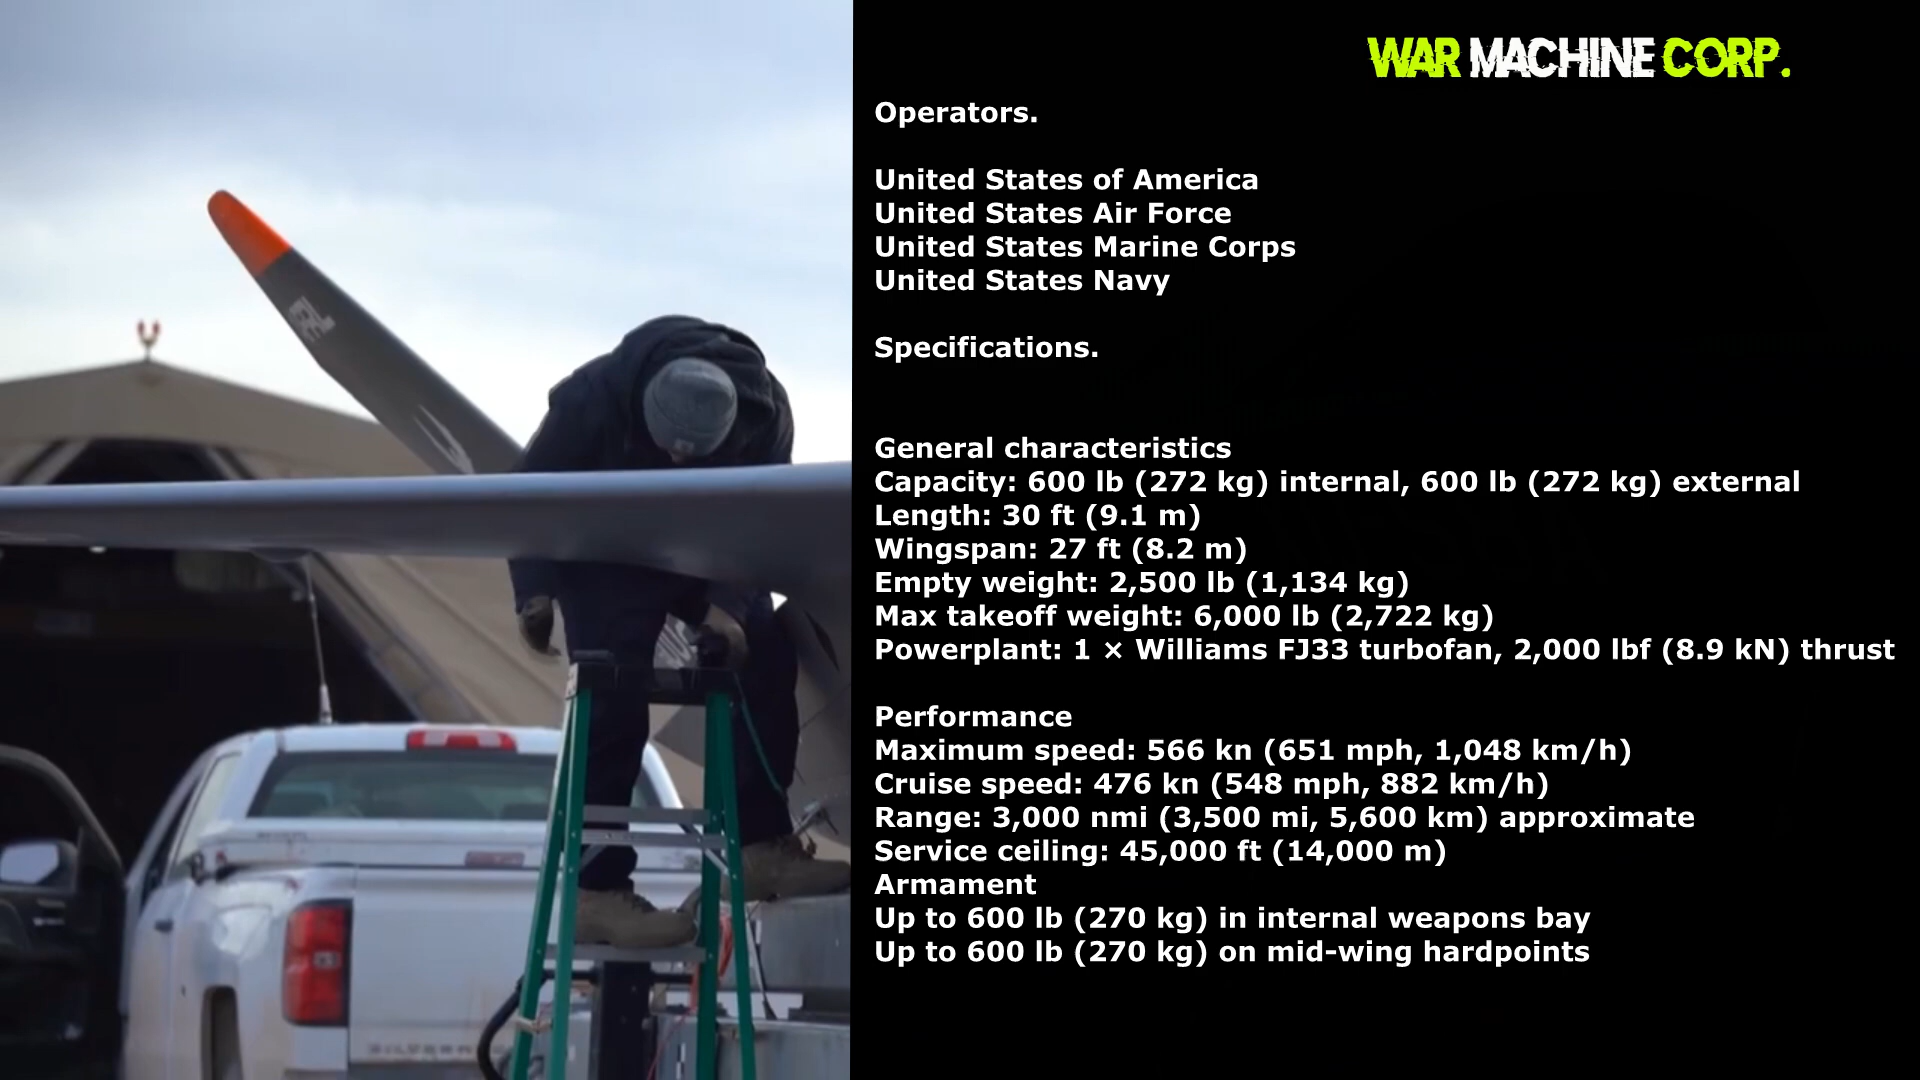 WAR MACHINE CORP.
Operators.
United States of America
United States Air Force
United States Marine Corps
United States Navy
Specifications.
General characteristics
Capacity: 600 lb (272 kg) internal, 600 lb (272 kg) external
Length: 30 ft (9.1 m)
Wingspan: 27 ft (8.2 m)
Empty weight: 2,500 lb (1,134 kg)
Max takeoff weight: 6,000 lb (2,722 kg)
Powerplant: 1 × Williams FJ33 turbofan, 2,000 lbf (8.9 kN) thrust
Performance
Maximum speed: 566 kn (651 mph, 1,048 km/h)
Cruise speed: 476 kn (548 mph, 882 km/h)
Range: 3,000 nmi (3,500 mi, 5,600 km) approximate
Service ceiling: 45,000 ft (14,000 m)
Armament
Up to 600 lb (270 kg) in internal weapons bay
Up to 600 lb (270 kg) on mid-wing hardpoints